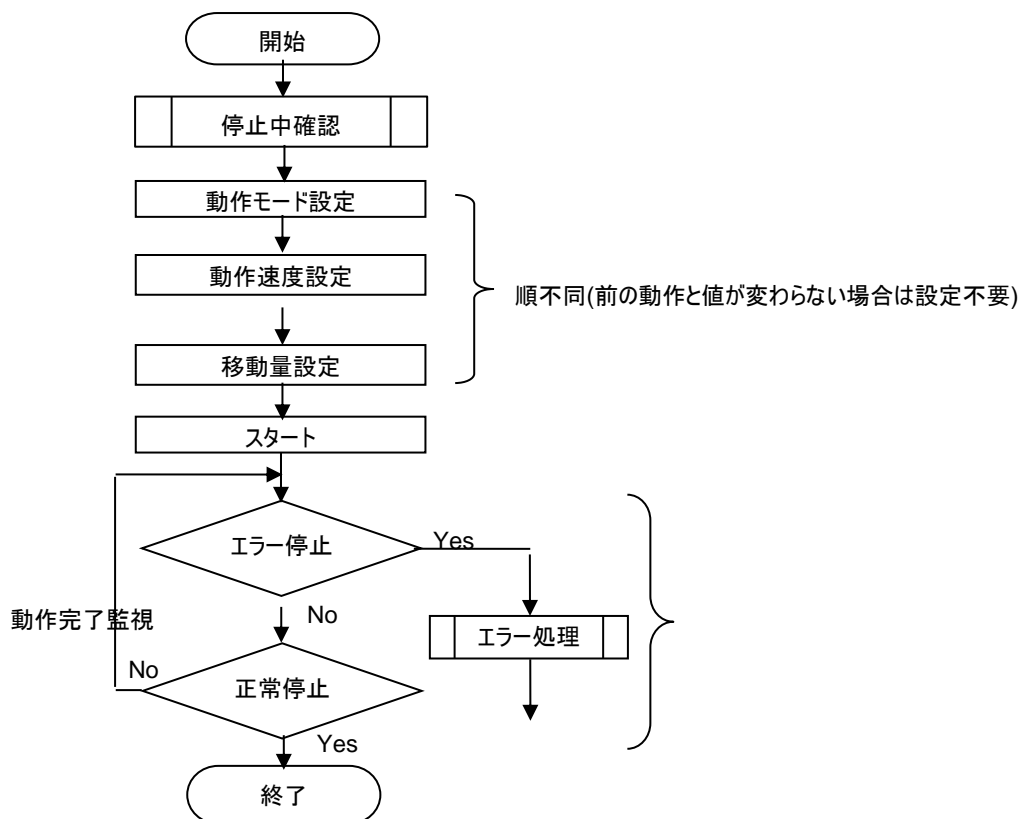 開始
停止中確認
動作モード設定
動作速度設定
順不同(前の動作と値が変わらない場合は設定不要)
移動量設定
スタート
エラー停止
Yes
動作完了監視
No
エラー処理
No
正常停止
Yes
終了